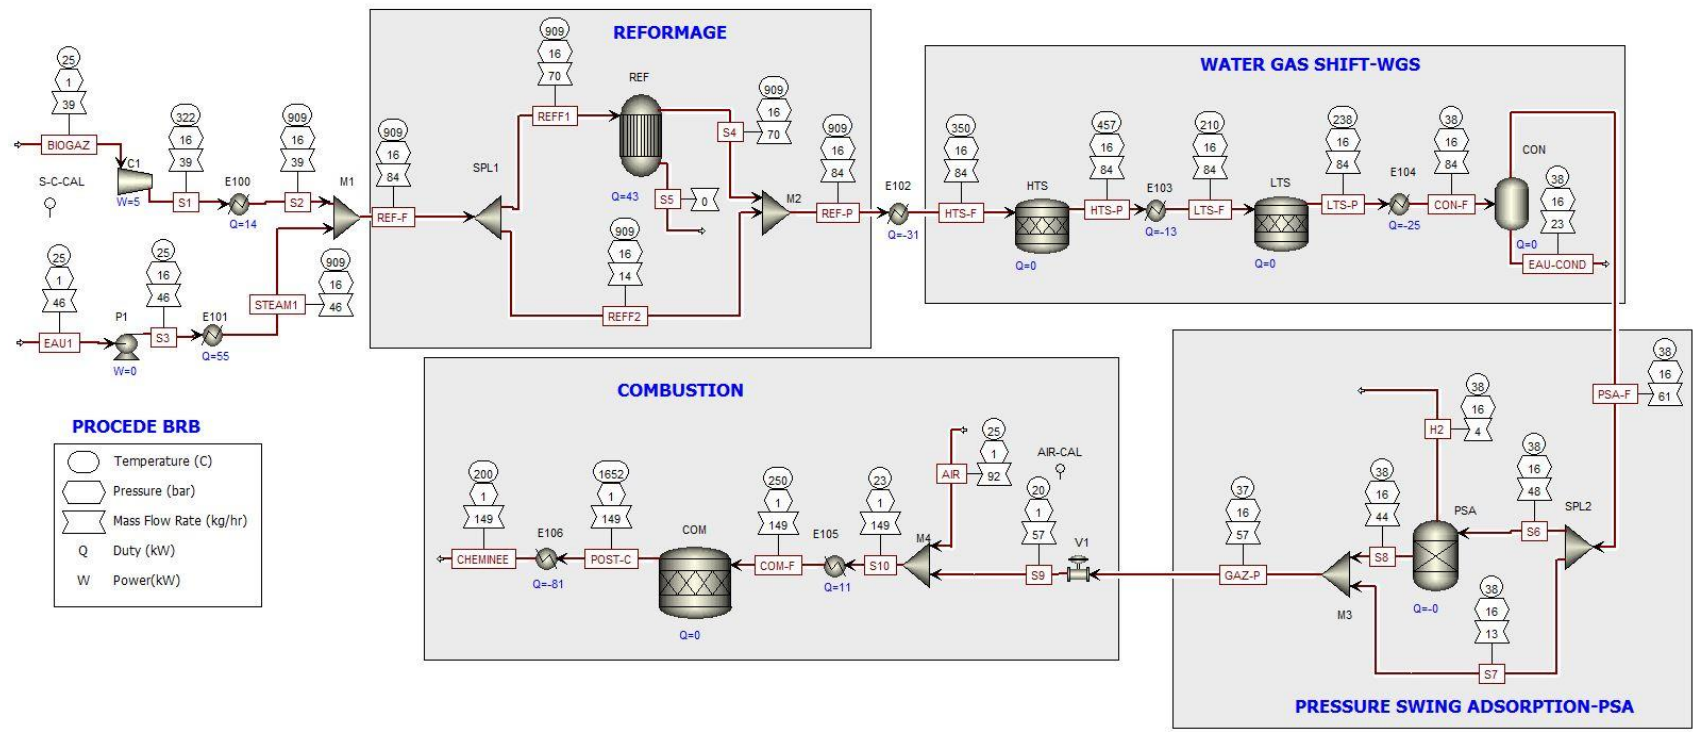 REFORMAGE
WATER GAS SHIFT-WGS
25
1
39
BIOGAZ
S-C-CAL
C1
W=5
322
16
39
S1
E100
Q=14
909
16
39
S2
M1
909
16
84
REF-F
SPL1
909
16
70
REFF1
REF
Q=43
S4
909
16
70
S5
0
909
16
14
REFF2
M2
909
16
84
REF-P
E102
Q=-31
350
16
84
HTS-F
HTS
Q=0
457
16
84
HTS-P
E103
Q=-13
210
16
84
LTS-F
LTS
Q=0
238
16
84
LTS-P
E104
Q=-25
38
16
84
CON-F
CON
Q=0
38
16
23
EAU-COND
25
1
46
EAU1
P1
W=0
25
16
46
S3
E101
Q=55
STEAM1
909
16
46
PROCEDE BRB
Temperature (C)
Pressure (bar)
Mass Flow Rate (kg/hr)
Q Duty (kW)
W Power(kW)
COMBUSTION
200
1
149
CHEMINEE
E106
Q=-81
1652
1
149
POST-C
COM
Q=0
250
1
149
COM-F
E105
Q=11
23
1
149
S10
M4
AIR
25
1
92
AIR-CAL
20
1
57
S9
V1
37
16
57
GAZ-P
M3
38
16
44
S8
PSA
Q=-0
H2
38
16
4
38
16
48
S6
SPL2
38
16
13
S7
PSA-F
38
16
61
PRESSURE SWING ADSORPTION-PSA